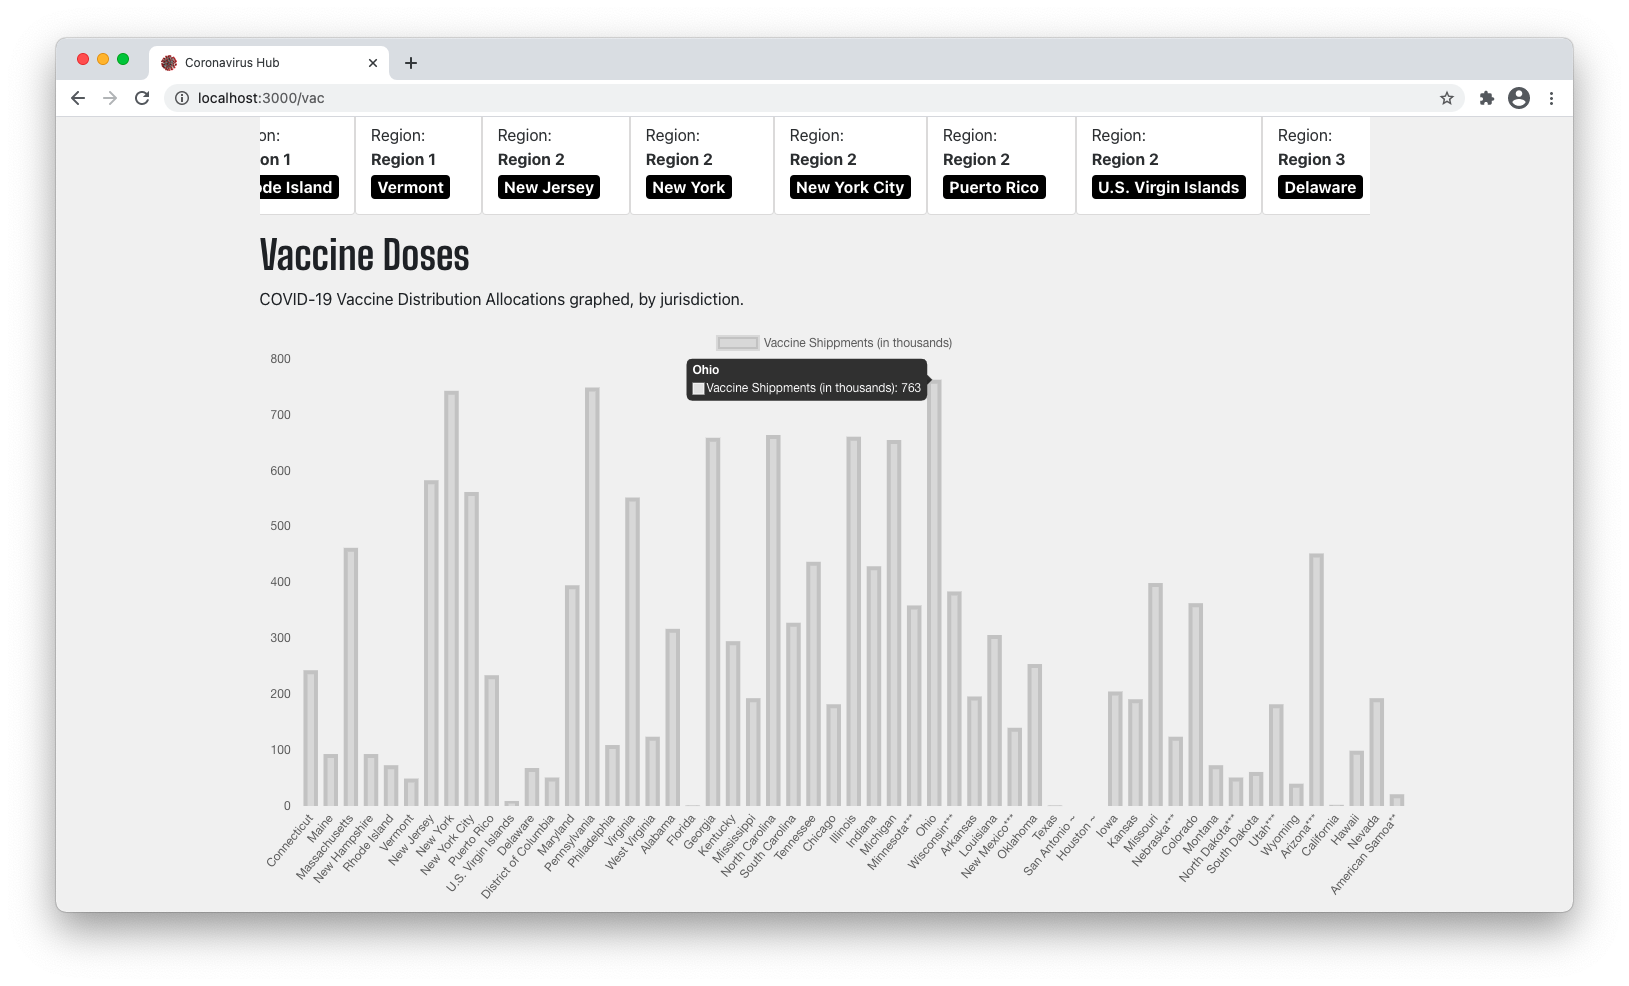 Coronavirus Hub
localhost:3000/vac
on: Region: Region: Region: Region: Region: Region: Region:
on 1 Region 1 Region 2 Region 2 Region 2 Region 2 Region 2 Region 3
ode Island Vermont New Jersey New York New York City Puerto Rico U.S. Virgin Islands Delaware
Vaccine Doses
COVID-19 Vaccine Distribution Allocations graphed, by jurisdiction.
Vaccine Shippments (in thousands)
Ohio
Vaccine Shippments (in thousands): 763
800
700
600
500
400
300
200
100
0
Connecticut
Maine
Massachusetts
New Hampshire
Rhode Island
Vermont
New Jersey
New York
New York City
Puerto Rico
U.S. Virgin Islands
Delaware
District of Columbia
Maryland
Pennsylvania
Philadelphia
Virginia
West Virginia
Alabama
Florida
Georgia
Kentucky
Mississippi
North Carolina
South Carolina
Tennessee
Chicago
Illinois
Indiana
Michigan
Minnesota***
Ohio
Wisconsin***
Arkansas
Louisiana
New Mexico***
Oklahoma
Texas
San Antonio ~
Houston ~
Iowa
Kansas
Missouri
Nebraska***
Colorado
Montana
North Dakota***
South Dakota
Utah***
Wyoming
Arizona***
California
Hawaii
Nevada
American Samoa**